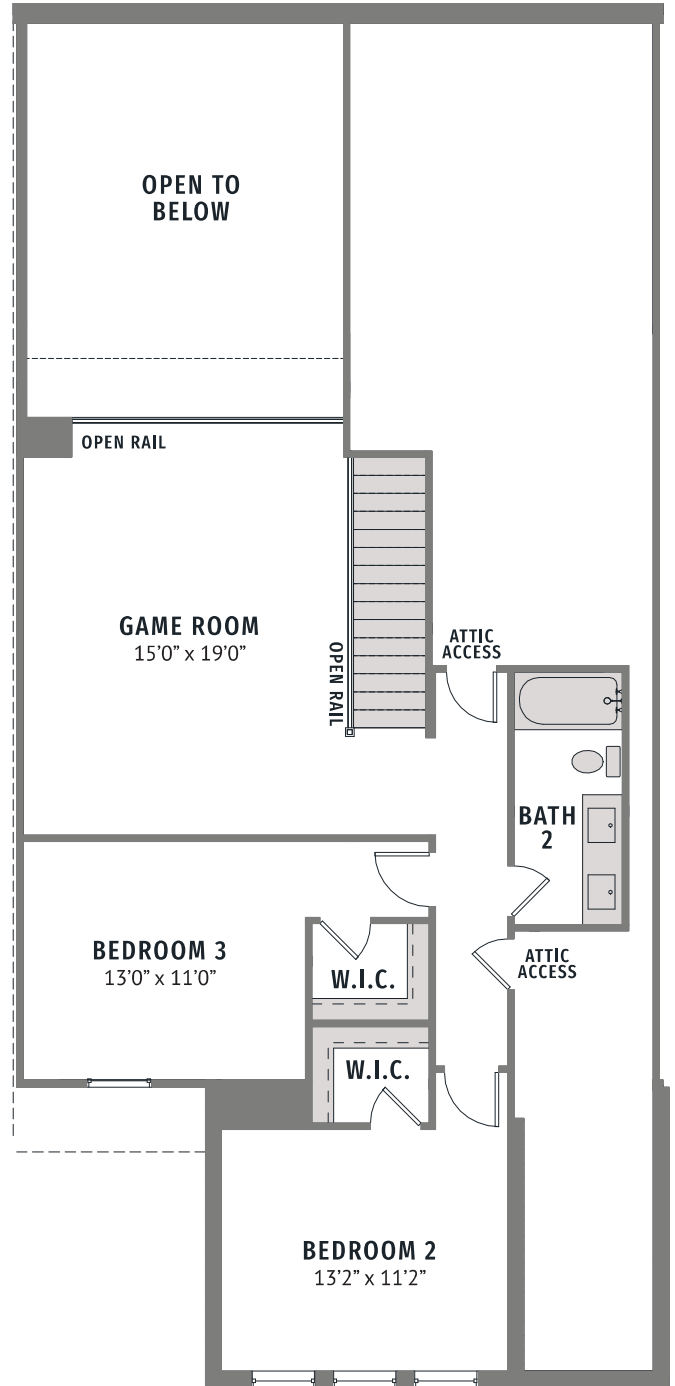 OPEN TO
BELOW
OPEN RAIL
GAME ROOM
15’0” x 19’0”
OPEN RAIL
ATTIC
ACCESS
BATH
2
BEDROOM 3
13’0” x 11’0”
W.I.C.
ATTIC
ACCESS
W.I.C.
BEDROOM 2
13’2” x 11’2”